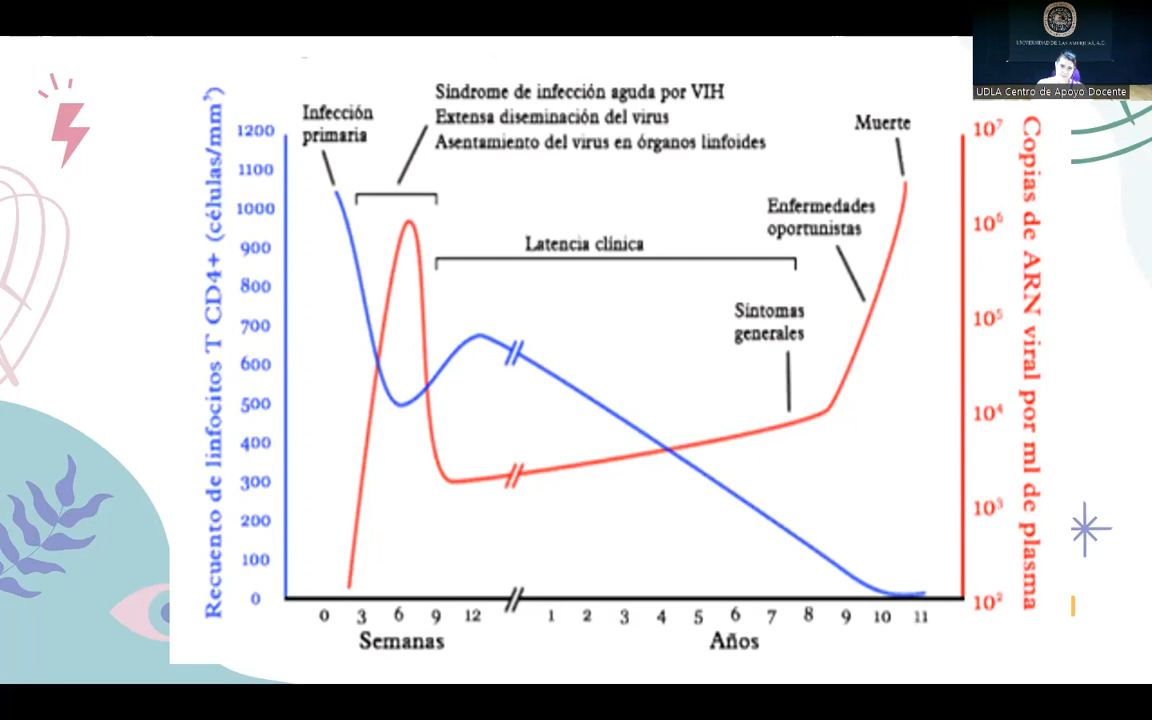 UNIVERSIDAD DE LAS AMERICAS, A.C.
UDLA Centro de Apoyo Docente
Infección
primaria
Síndrome de infección aguda por VIH
Extensa diseminación del virus
Asentamiento del virus en órganos linfoides
Muerte
Enfermedades
oportunistas
Latencia clínica
Síntomas
generales
Recuento de linfocitos T CD4+ (células/mm³)
1200
1100
1000
900
800
700
600
500
400
300
200
100
0
Copias de ARN viral por ml de plasma
10⁷
10⁶
10⁵
10⁴
10³
10²
0 3 6 9 12 1 2 3 4 5 6 7 8 9 10 11
Semanas Años